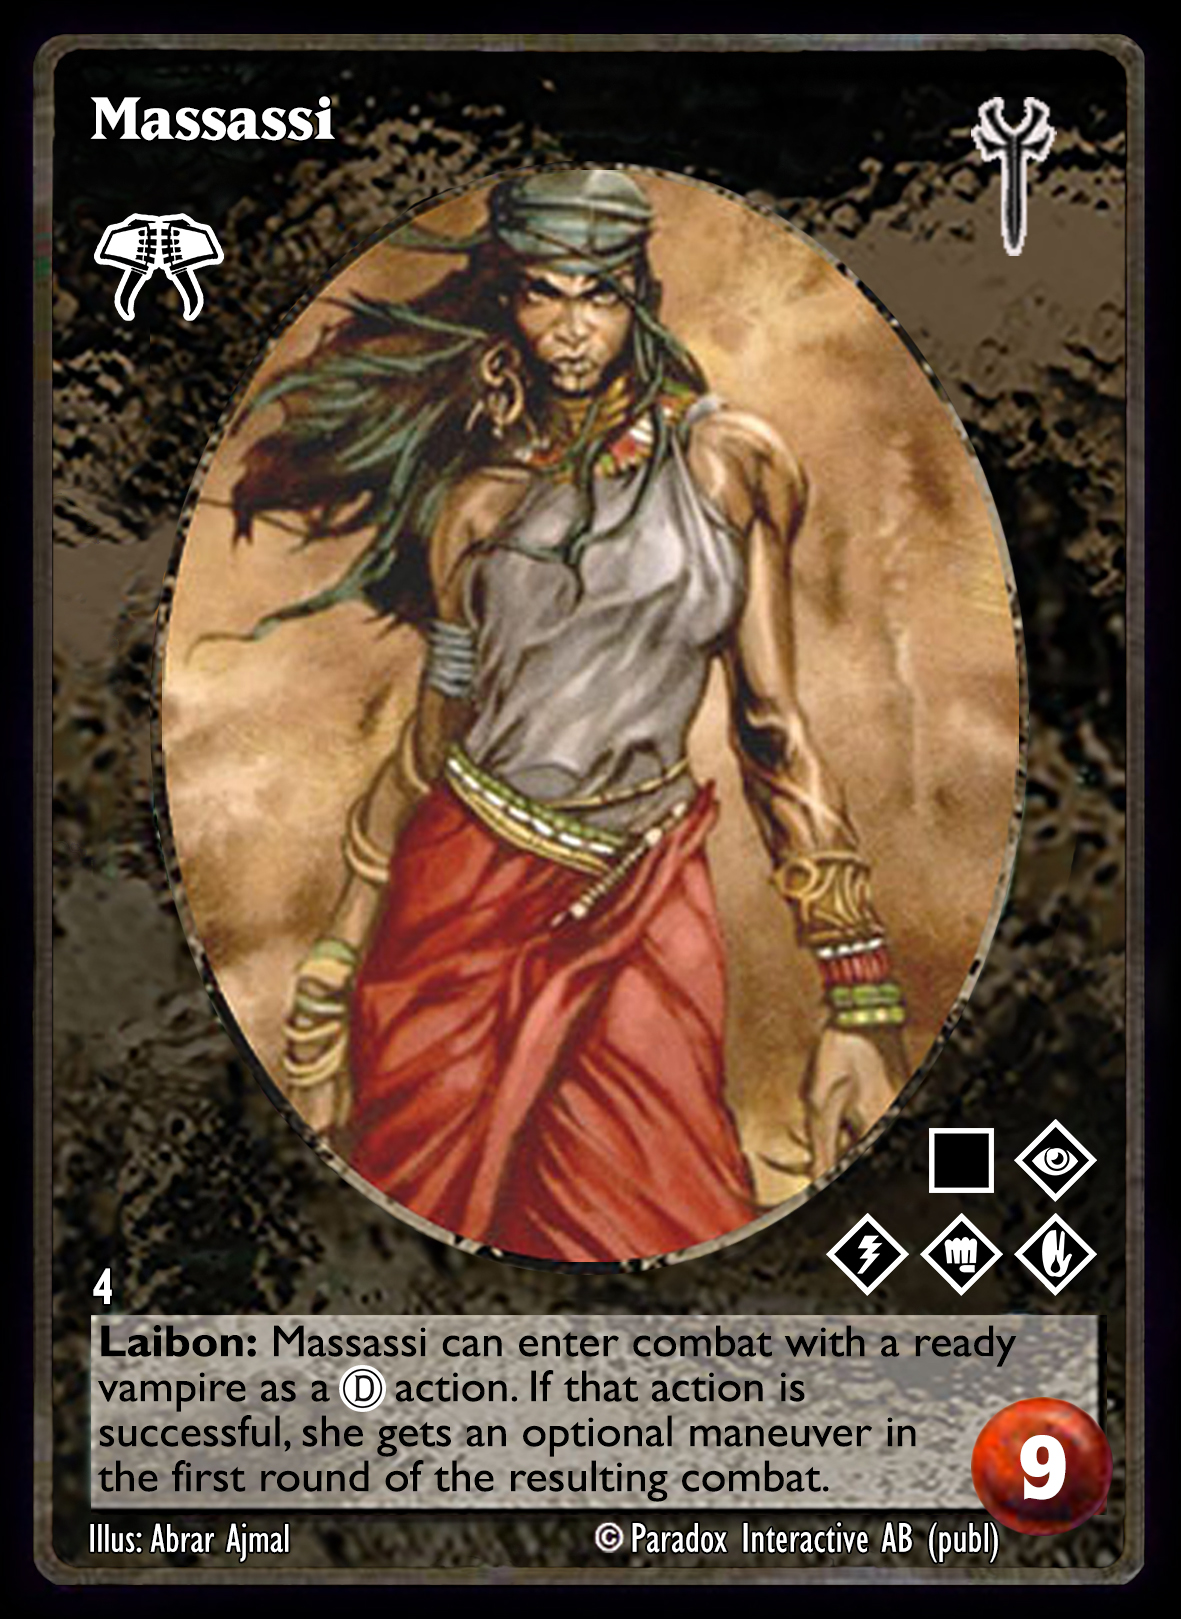 Massassi
4
Laibon: Massassi can enter combat with a ready
vampire as a Ⓓ action. If that action is
successful, she gets an optional maneuver in
the first round of the resulting combat.
9
Illus: Abrar Ajmal
© Paradox Interactive AB (publ)